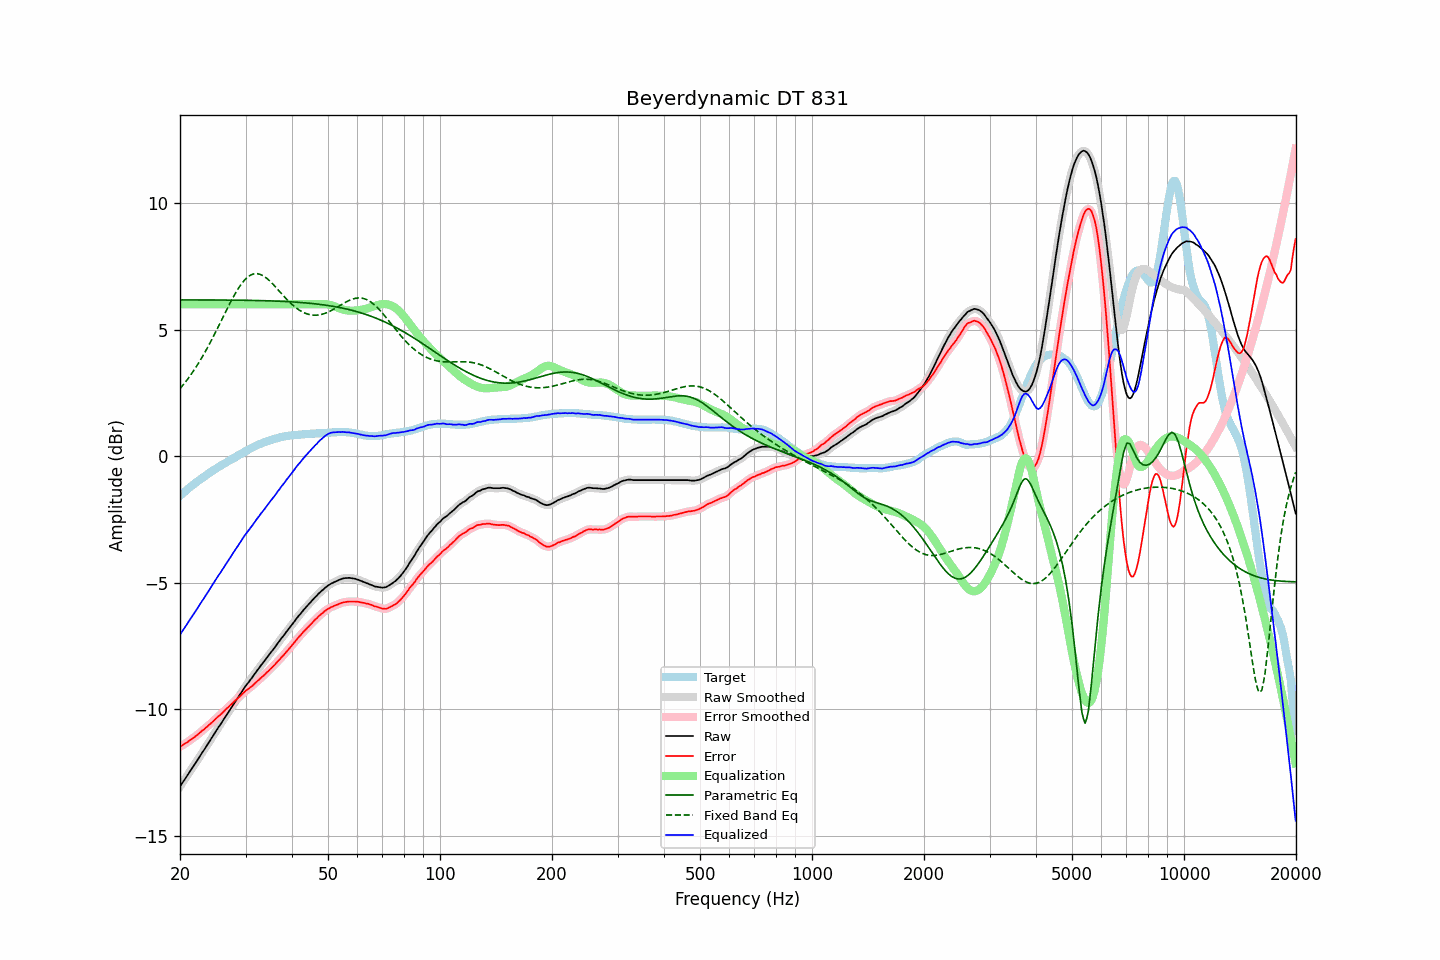 Beyerdynamic DT 831
Amplitude (dBr)
10
5
0
−5
−10
−15
Target
Raw Smoothed
Error Smoothed
Raw
Error
Equalization
Parametric Eq
Fixed Band Eq
Equalized
20 50 100 200 500 1000 2000 5000 10000 20000
Frequency (Hz)